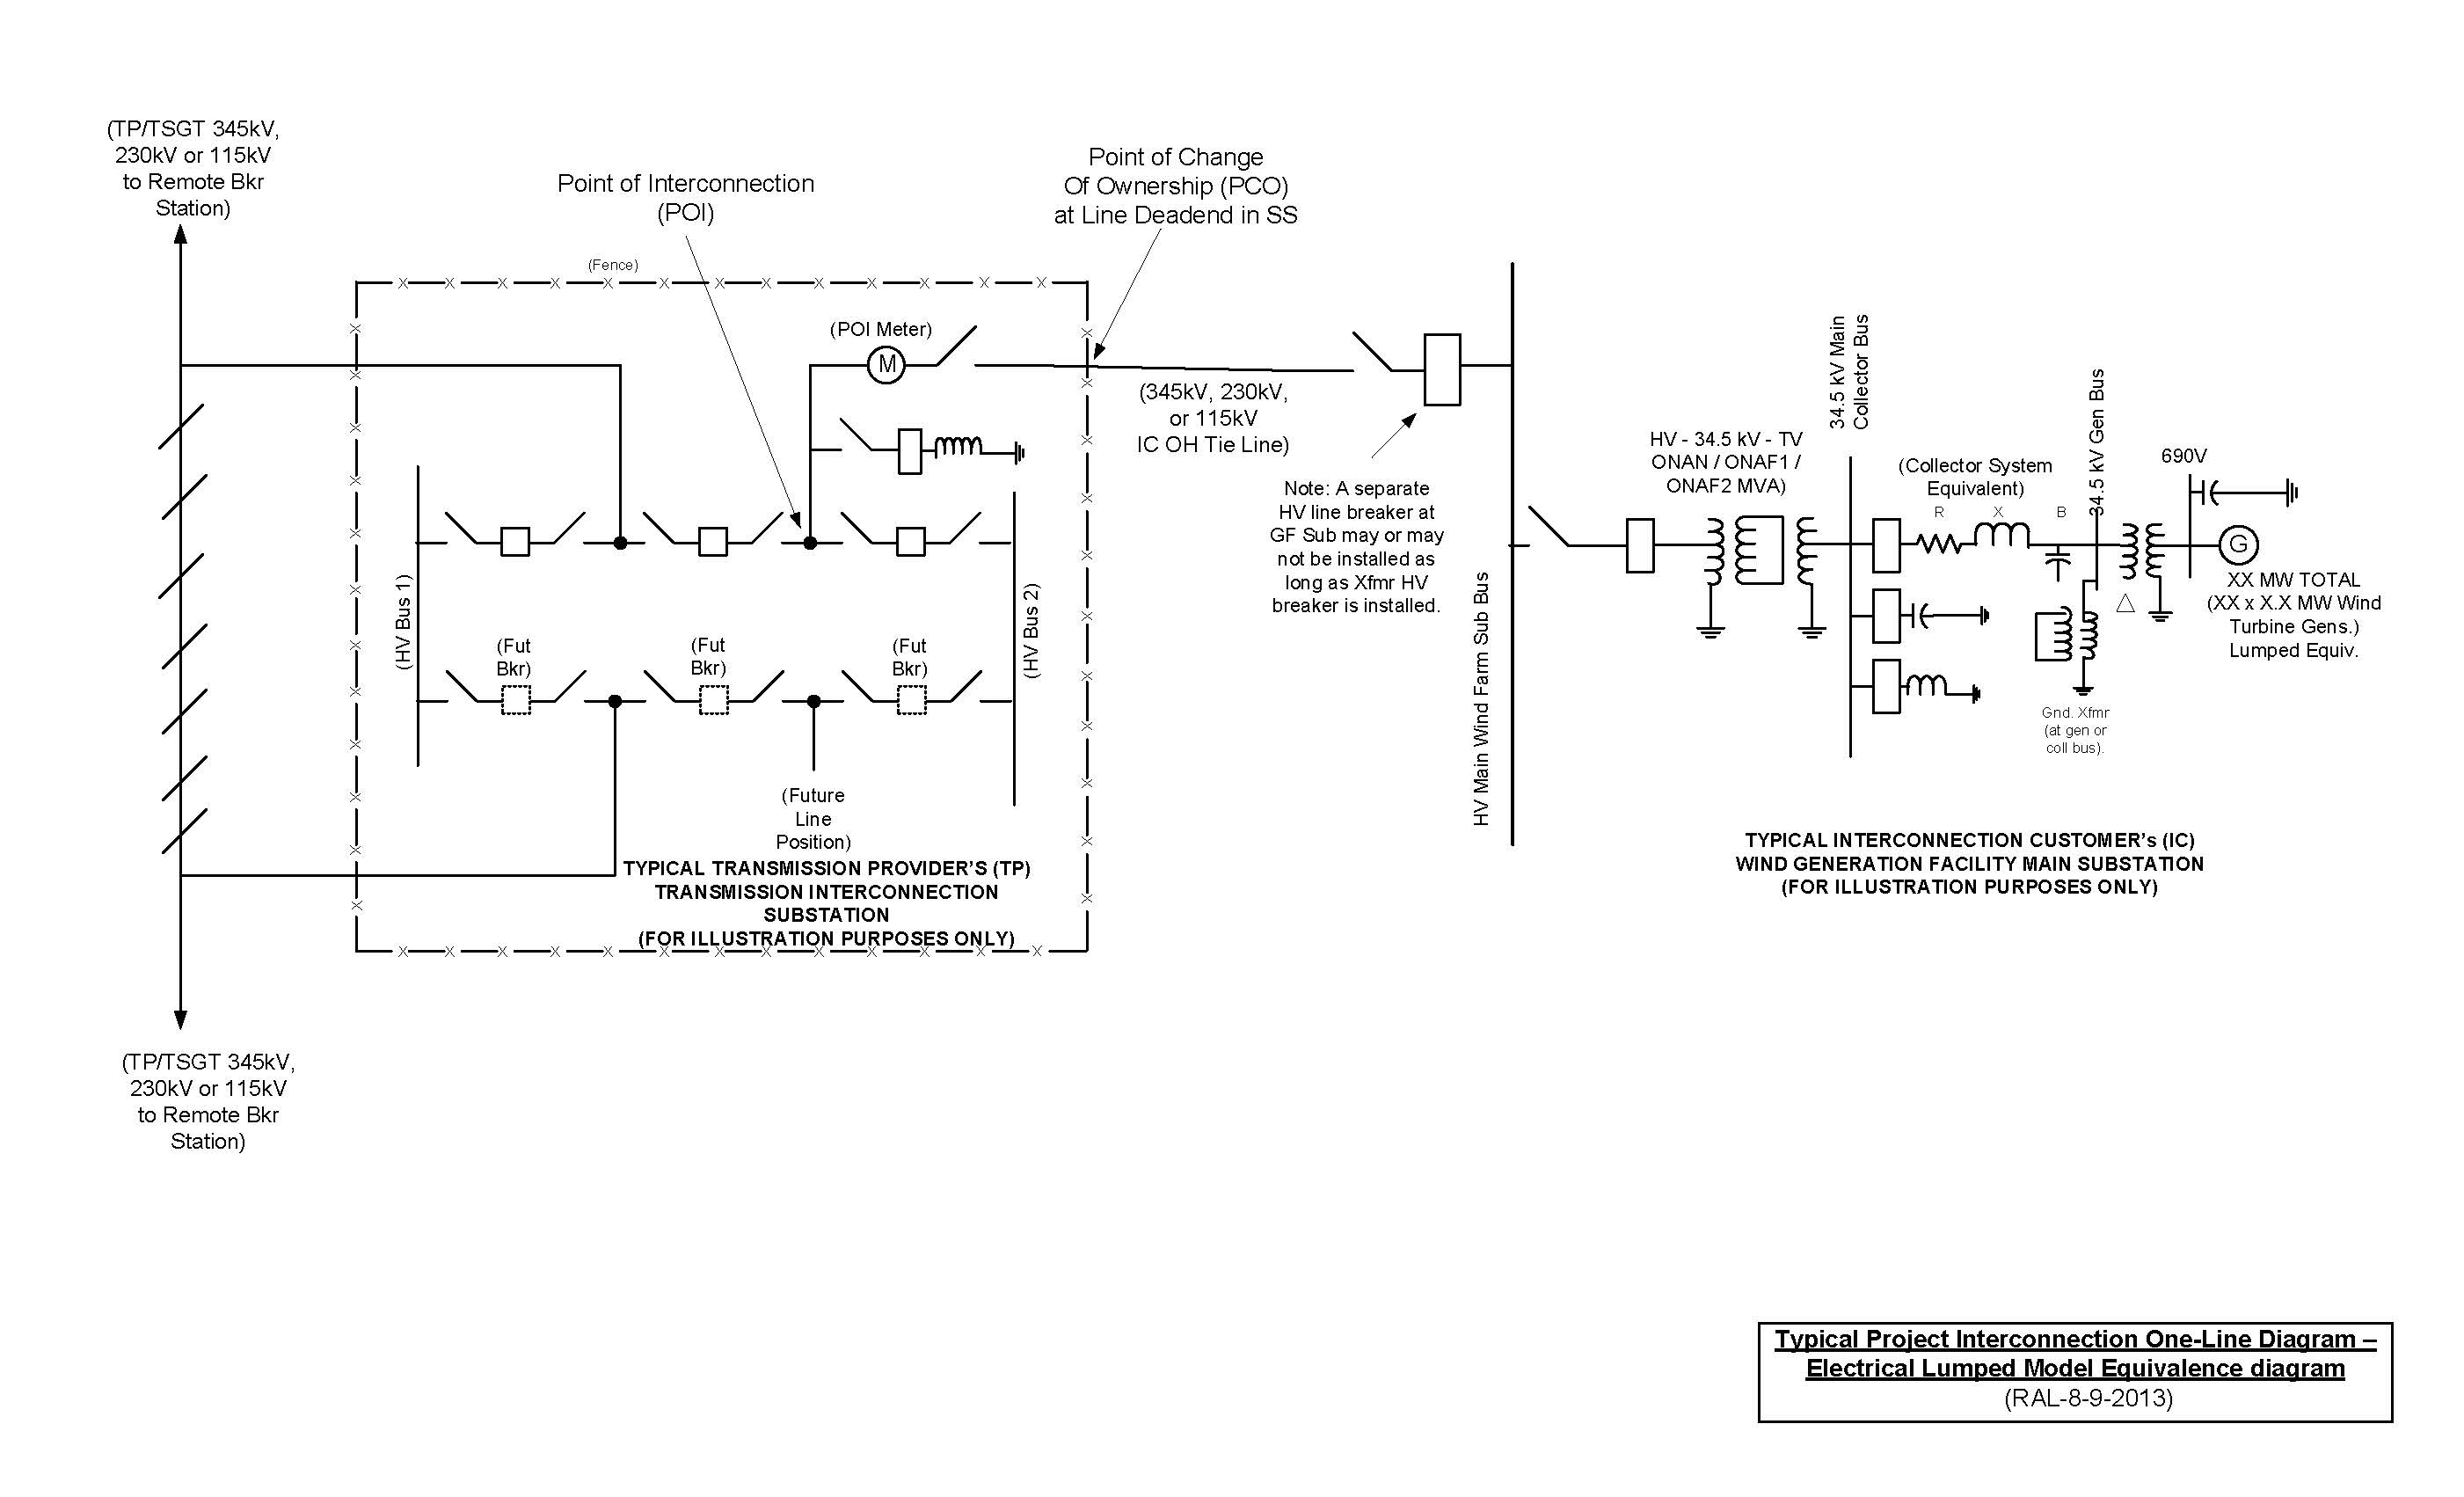 (TP/TSGT 345kV,
230kV or 115kV
to Remote Bkr
Station)
Point of Interconnection
(POI)
Point of Change
Of Ownership (PCO)
at Line Deadend in SS
(Fence)
(POI Meter)
M
(345kV, 230kV,
or 115kV
IC OH Tie Line)
Note: A separate
HV line breaker at
GF Sub may or may
not be installed as
long as Xfmr HV
breaker is installed.
(HV Bus 1)
(HV Bus 2)
(Fut
Bkr)
(Fut
Bkr)
(Fut
Bkr)
(Future
Line
Position)
TYPICAL TRANSMISSION PROVIDER'S (TP)
TRANSMISSION INTERCONNECTION
SUBSTATION
(FOR ILLUSTRATION PURPOSES ONLY)
(TP/TSGT 345kV,
230kV or 115kV
to Remote Bkr
Station)
HV Main Wind Farm Sub Bus
HV - 34.5 kV - TV
ONAN / ONAF1 /
ONAF2 MVA)
34.5 kV Main
Collector Bus
(Collector System
Equivalent)
R X B
34.5 kV Gen Bus
690V
G
XX MW TOTAL
(XX x X.X MW Wind
Turbine Gens.)
Lumped Equiv.
Gnd. Xfmr
(at gen or
coll bus).
TYPICAL INTERCONNECTION CUSTOMER's (IC)
WIND GENERATION FACILITY MAIN SUBSTATION
(FOR ILLUSTRATION PURPOSES ONLY)
Typical Project Interconnection One-Line Diagram –
Electrical Lumped Model Equivalence diagram
(RAL-8-9-2013)